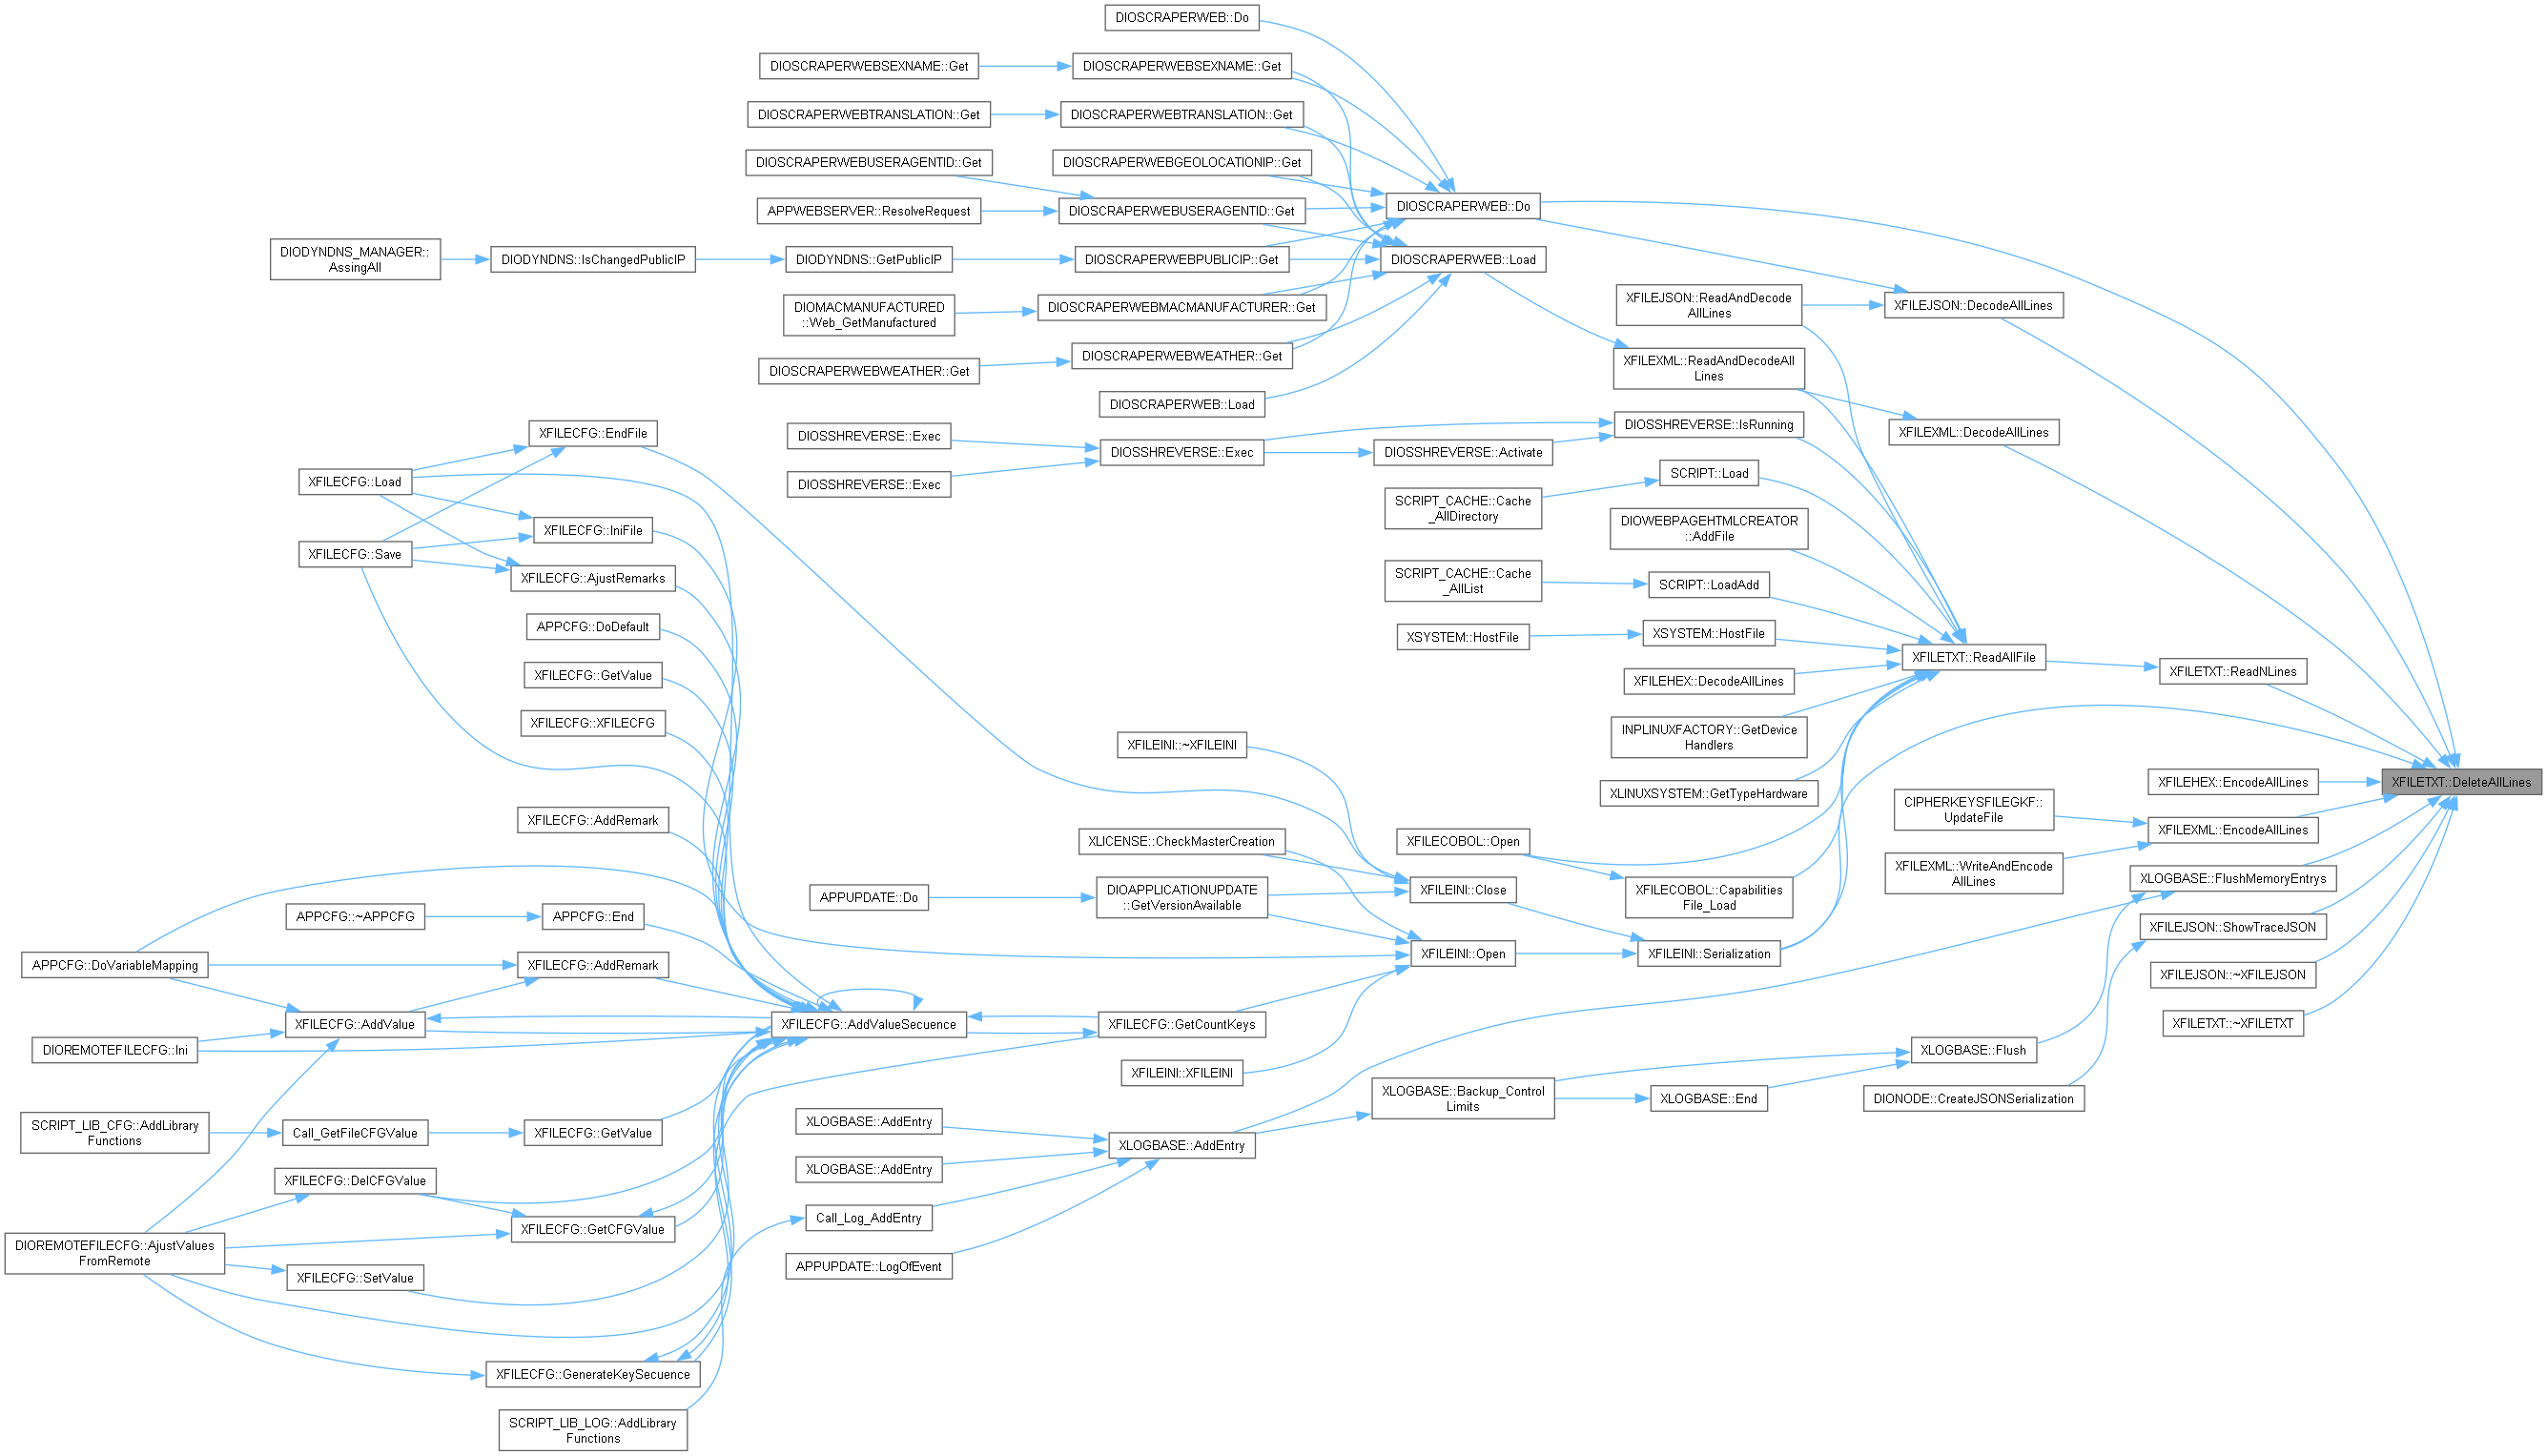 DIOSCRAPERWEB::Do
DIOSCRAPERWEBSEXNAME::Get
DIOSCRAPERWEBSEXNAME::Get
DIOSCRAPERWEBTRANSLATION::Get
DIOSCRAPERWEBTRANSLATION::Get
DIOSCRAPERWEBUSERAGENTID::Get
DIOSCRAPERWEBGEOLOCATIONIP::Get
APPWEBSERVER::ResolveRequest
DIOSCRAPERWEBUSERAGENTID::Get
DIOSCRAPERWEB::Do
DIODYNDNS_MANAGER::
AssingAll
DIODYNDNS::IsChangedPublicIP
DIODYNDNS::GetPublicIP
DIOSCRAPERWEBPUBLICIP::Get
DIOSCRAPERWEB::Load
DIOMACMANUFACTURED
::Web_GetManufactured
DIOSCRAPERWEBMACMANUFACTURER::Get
XFILEJSON::ReadAndDecode
AllLines
XFILEJSON::DecodeAllLines
DIOSCRAPERWEBWEATHER::Get
DIOSCRAPERWEBWEATHER::Get
XFILEXML::ReadAndDecodeAll
Lines
DIOSCRAPERWEB::Load
XFILECFG::EndFile
DIOSSHREVERSE::Exec
DIOSSHREVERSE::Exec
DIOSSHREVERSE::Activate
DIOSSHREVERSE::IsRunning
XFILEXML::DecodeAllLines
XFILECFG::Load
DIOSSHREVERSE::Exec
SCRIPT::Load
SCRIPT_CACHE::Cache
_AllDirectory
XFILECFG::IniFile
DIOWEBPAGEHTMLCREATOR
::AddFile
XFILECFG::Save
XFILECFG::AjustRemarks
SCRIPT_CACHE::Cache
_AllList
SCRIPT::LoadAdd
APPCFG::DoDefault
XSYSTEM::HostFile
XSYSTEM::HostFile
XFILETXT::ReadAllFile
XFILECFG::GetValue
XFILEHEX::DecodeAllLines
XFILETXT::ReadNLines
XFILECFG::XFILECFG
XFILEINI::~XFILEINI
INPLINUXFACTORY::GetDevice
Handlers
XLINUXSYSTEM::GetTypeHardware
XFILEHEX::EncodeAllLines
XFILETXT::DeleteAllLines
XFILECFG::AddRemark
XLICENSE::CheckMasterCreation
XFILECOBOL::Open
CIPHERKEYSFILEGKF::
UpdateFile
XFILEXML::EncodeAllLines
APPUPDATE::Do
DIOAPPLICATIONUPDATE
::GetVersionAvailable
XFILEINI::Close
XFILECOBOL::Capabilities
File_Load
XFILEXML::WriteAndEncode
AllLines
XLOGBASE::FlushMemoryEntrys
APPCFG::~APPCFG
APPCFG::End
XFILEJSON::ShowTraceJSON
APPCFG::DoVariableMapping
XFILECFG::AddRemark
XFILEINI::Open
XFILEINI::Serialization
XFILEJSON::~XFILEJSON
XFILECFG::AddValue
XFILECFG::AddValueSecuence
XFILECFG::GetCountKeys
XFILETXT::~XFILETXT
DIOREMOTEFILECFG::Ini
XFILEINI::XFILEINI
XLOGBASE::Flush
SCRIPT_LIB_CFG::AddLibrary
Functions
Call_GetFileCFGValue
XFILECFG::GetValue
XLOGBASE::AddEntry
XLOGBASE::AddEntry
XLOGBASE::Backup_Control
Limits
XLOGBASE::End
DIONODE::CreateJSONSerialization
XFILECFG::DelCFGValue
XLOGBASE::AddEntry
DIOREMOTEFILECFG::AjustValues
FromRemote
XFILECFG::GetCFGValue
Call_Log_AddEntry
XFILECFG::SetValue
APPUPDATE::LogOfEvent
XFILECFG::GenerateKeySecuence
SCRIPT_LIB_LOG::AddLibrary
Functions